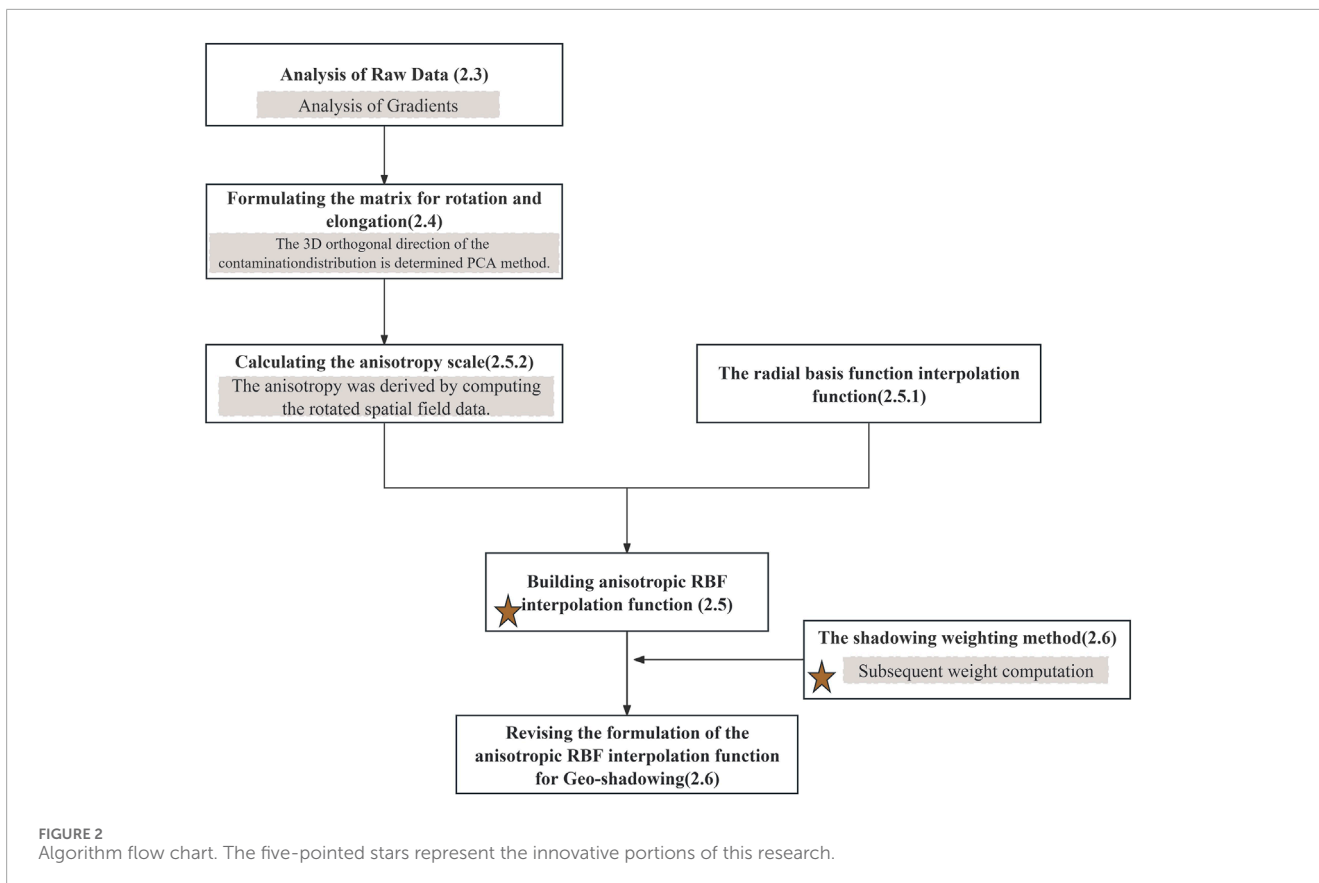 Analysis of Raw Data (2.3)
Analysis of Gradients
Formulating the matrix for rotation and
elongation(2.4)
The 3D orthogonal direction of the
contaminationdistribution is determined PCA method.
Calculating the anisotropy scale(2.5.2)
The anisotropy was derived by computing
the rotated spatial field data.
The radial basis function interpolation
function(2.5.1)
Building anisotropic RBF
interpolation function (2.5)
The shadowing weighting method(2.6)
Subsequent weight computation
Revising the formulation of the
anisotropic RBF interpolation function
for Geo-shadowing(2.6)
FIGURE 2
Algorithm flow chart. The five-pointed stars represent the innovative portions of this research.